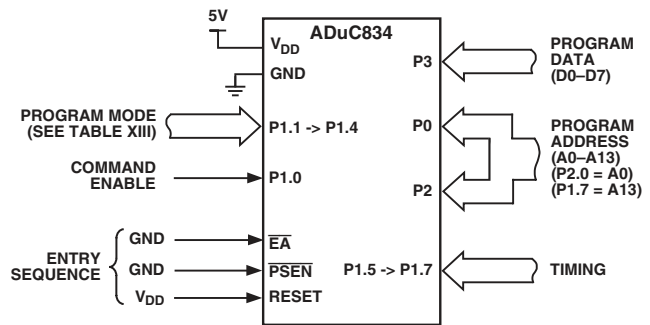 5V
ADuC834
VDD
GND
P3
PROGRAM
DATA
(D0–D7)
PROGRAM MODE
(SEE TABLE XIII)
P1.1 -> P1.4
P0
PROGRAM
ADDRESS
(A0–A13)
(P2.0 = A0)
(P1.7 = A13)
COMMAND
ENABLE
P1.0
P2
ENTRY
SEQUENCE
GND
EA
GND
PSEN
VDD
RESET
P1.5 -> P1.7
TIMING